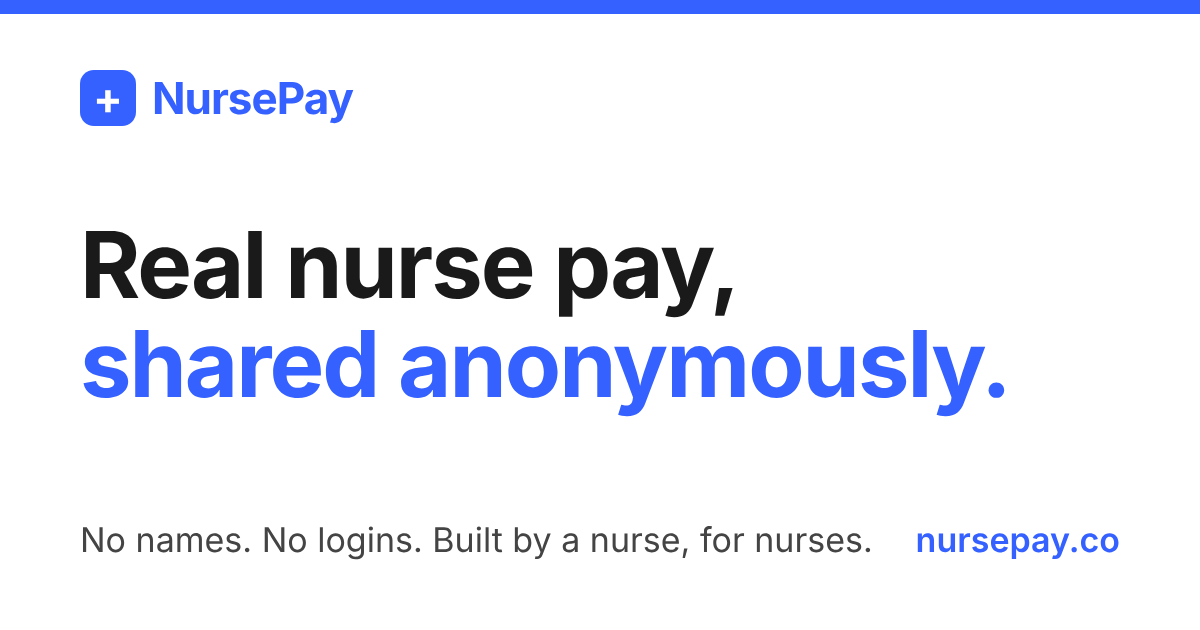 + NursePay
Real nurse pay,
shared anonymously.
No names. No logins. Built by a nurse, for nurses. nursepay.co